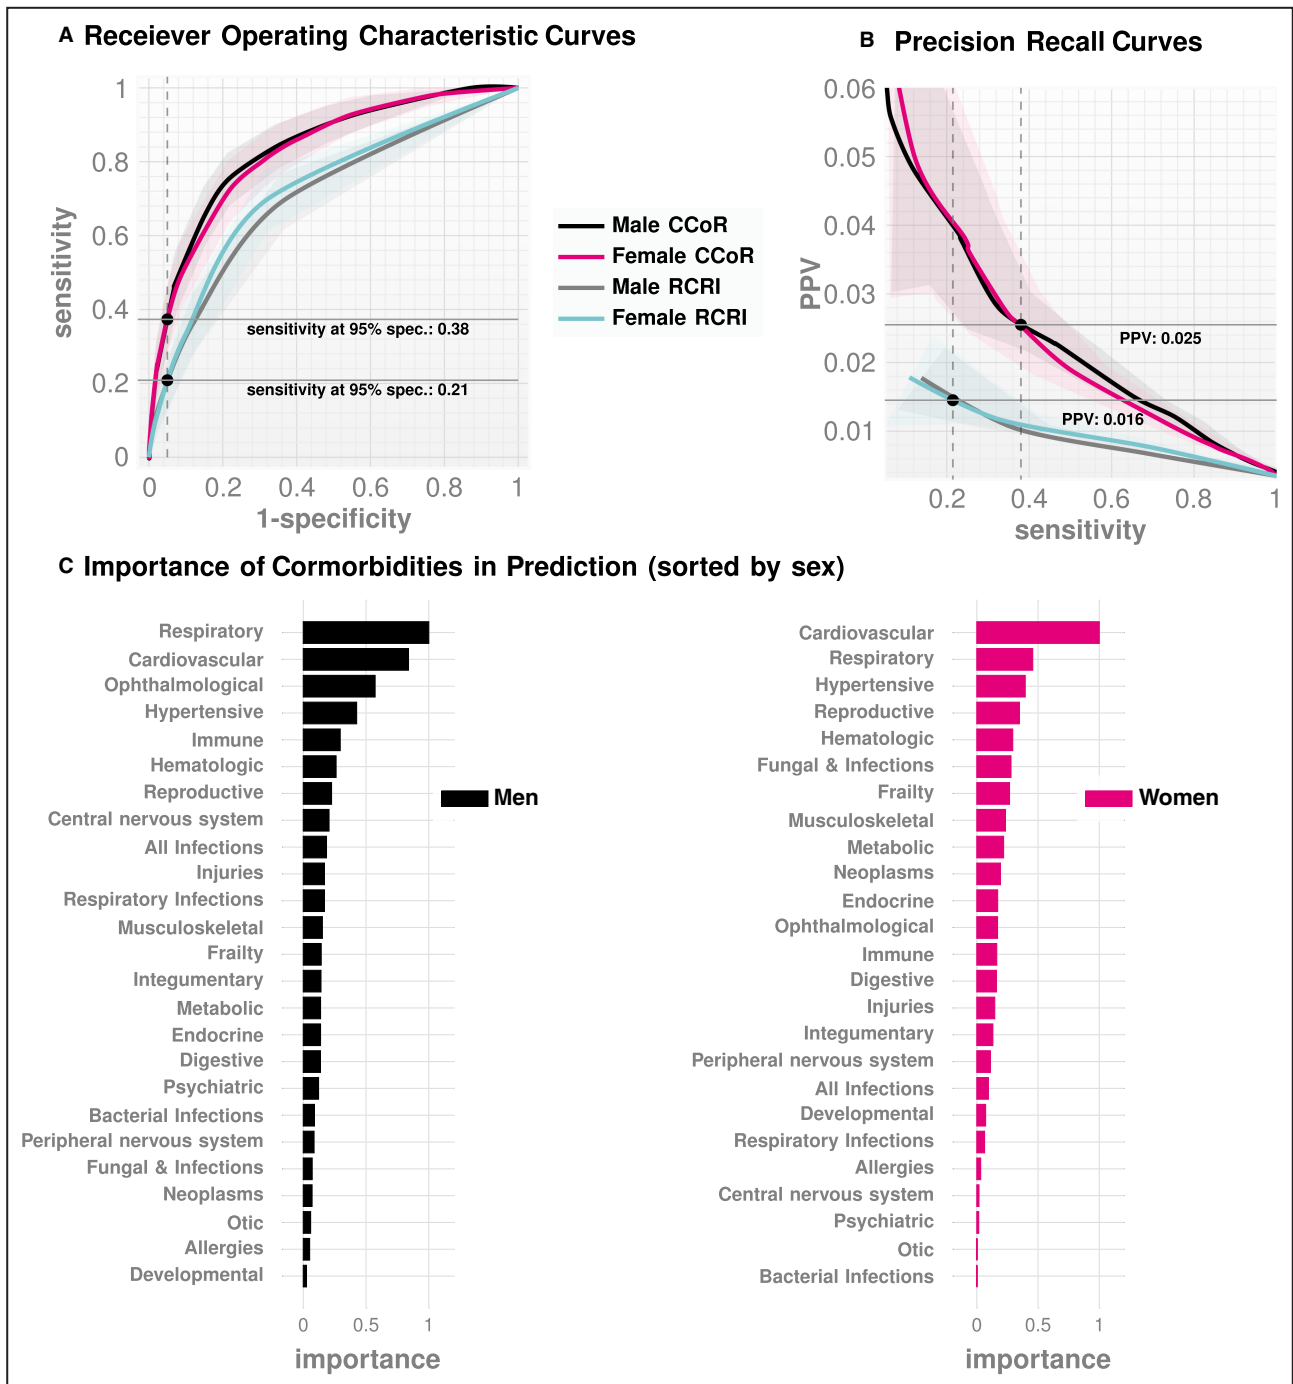 A Receiever Operating Characteristic Curves
1
0.8
0.6
0.4
0.2
0
sensitivity
sensitivity at 95% spec.: 0.38
sensitivity at 95% spec.: 0.21
0 0.2 0.4 0.6 0.8 1
1-specificity
Male CCoR
Female CCoR
Male RCRI
Female RCRI
B Precision Recall Curves
0.06
0.05
0.04
0.03
0.02
0.01
PPV
PPV: 0.025
PPV: 0.016
0.2 0.4 0.6 0.8 1
sensitivity
C Importance of Cormorbidities in Prediction (sorted by sex)
Respiratory
Cardiovascular
Ophthalmological
Hypertensive
Immune
Hematologic
Reproductive
Central nervous system
All Infections
Injuries
Respiratory Infections
Musculoskeletal
Frailty
Integumentary
Metabolic
Endocrine
Digestive
Psychiatric
Bacterial Infections
Peripheral nervous system
Fungal & Infections
Neoplasms
Otic
Allergies
Developmental
0 0.5 1
importance
Men
Cardiovascular
Respiratory
Hypertensive
Reproductive
Hematologic
Fungal & Infections
Frailty
Musculoskeletal
Metabolic
Neoplasms
Endocrine
Ophthalmological
Immune
Digestive
Injuries
Integumentary
Peripheral nervous system
All Infections
Developmental
Respiratory Infections
Allergies
Central nervous system
Psychiatric
Otic
Bacterial Infections
0 0.5 1
importance
Women